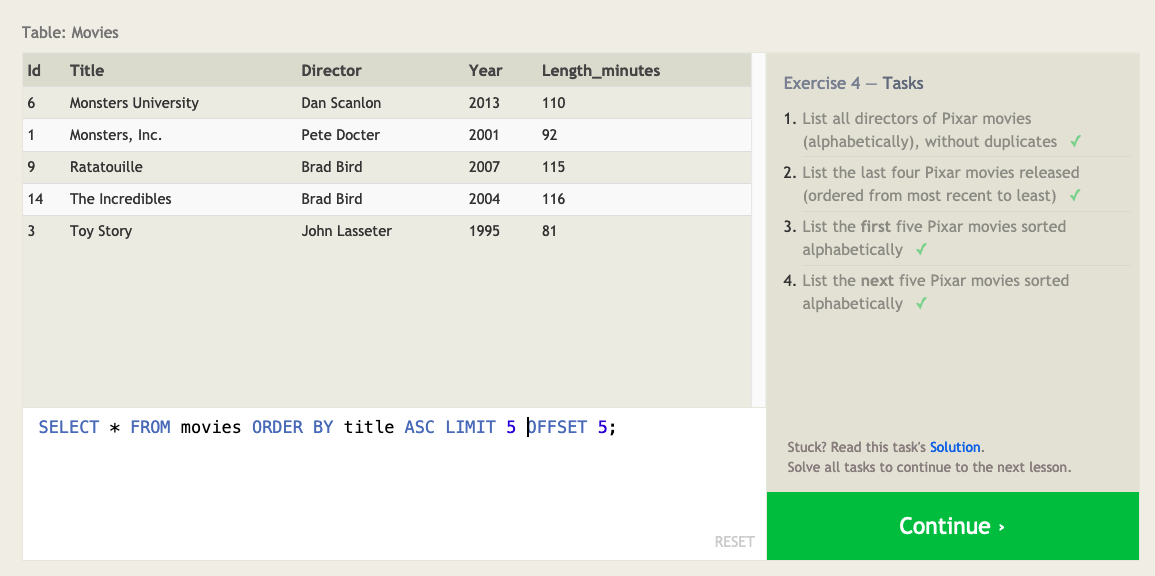 Table: Movies
Id Title Director Year Length_minutes
6 Monsters University Dan Scanlon 2013 110
1 Monsters, Inc. Pete Docter 2001 92
9 Ratatouille Brad Bird 2007 115
14 The Incredibles Brad Bird 2004 116
3 Toy Story John Lasseter 1995 81
SELECT * FROM movies ORDER BY title ASC LIMIT 5 OFFSET 5;
RESET
Exercise 4 — Tasks
1. List all directors of Pixar movies
(alphabetically), without duplicates ✓
2. List the last four Pixar movies released
(ordered from most recent to least) ✓
3. List the first five Pixar movies sorted
alphabetically ✓
4. List the next five Pixar movies sorted
alphabetically ✓
Stuck? Read this task's Solution.
Solve all tasks to continue to the next lesson.
Continue ›